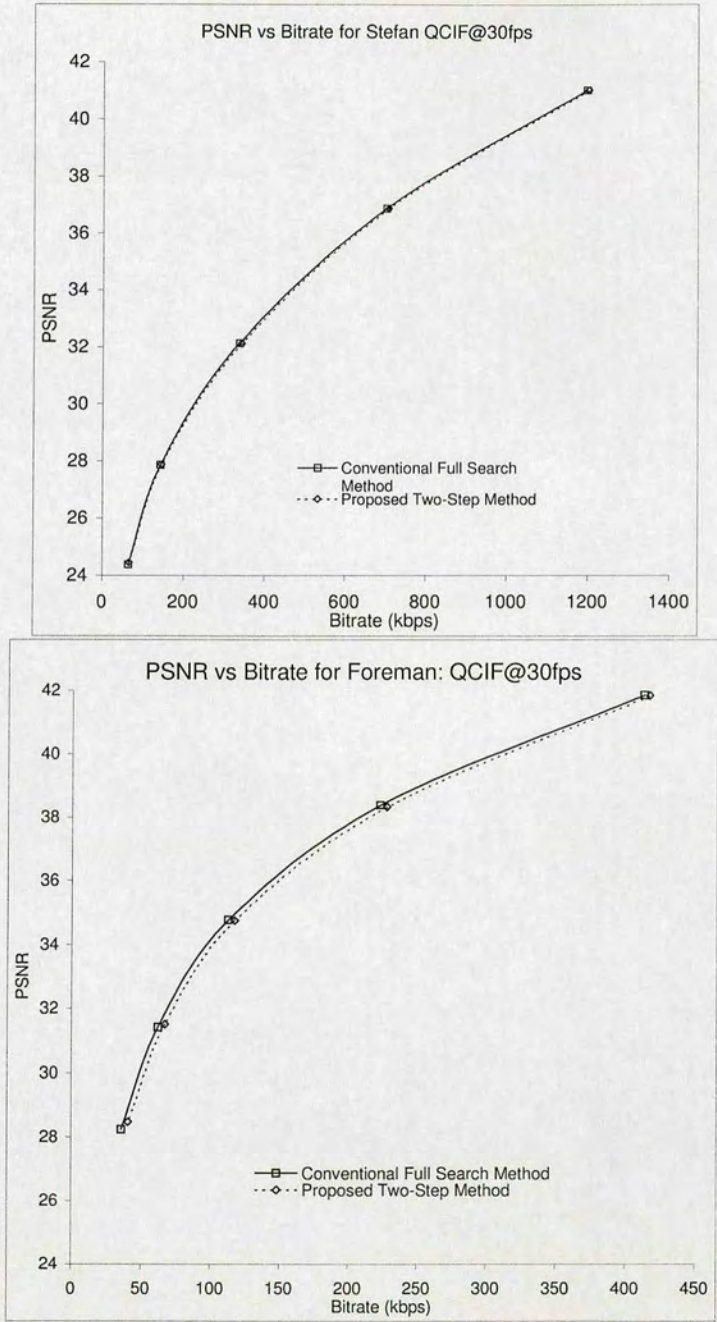 PSNR vs Bitrate for Stefan QCIF@30fps
42
40
38
36
34
32
30
28
26
24
PSNR
Conventional Full Search
Method
Proposed Two-Step Method
0 200 400 600 800 1000 1200 1400
Bitrate (kbps)
PSNR vs Bitrate for Foreman: QCIF@30fps
42
40
38
36
34
32
30
28
26
24
PSNR
Conventional Full Search Method
Proposed Two-Step Method
0 50 100 150 200 250 300 350 400 450
Bitrate (kbps)